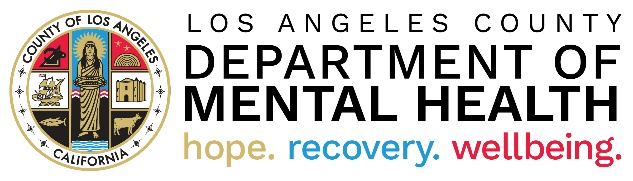 COUNTY OF LOS ANGELES
CALIFORNIA
LOS ANGELES COUNTY
DEPARTMENT OF
MENTAL HEALTH
hope. recovery. wellbeing.